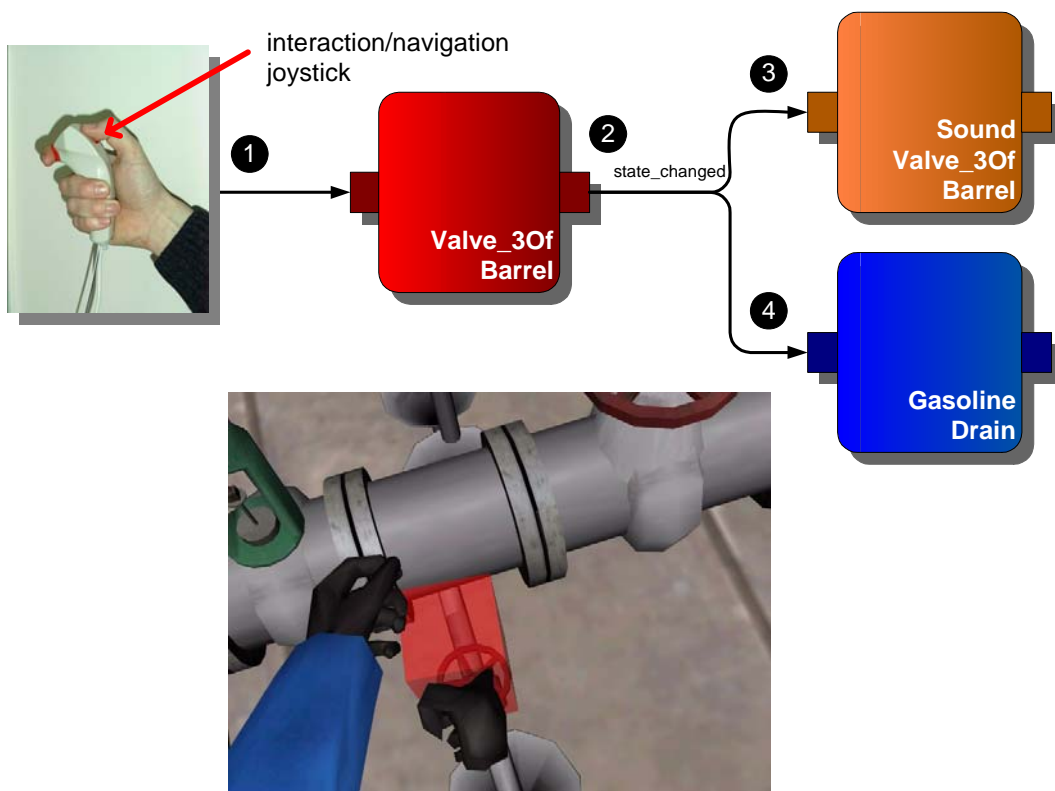 interaction/navigation
joystick
1
2
state_changed
3
Sound
Valve_3Of
Barrel
Valve_3Of
Barrel
4
Gasoline
Drain